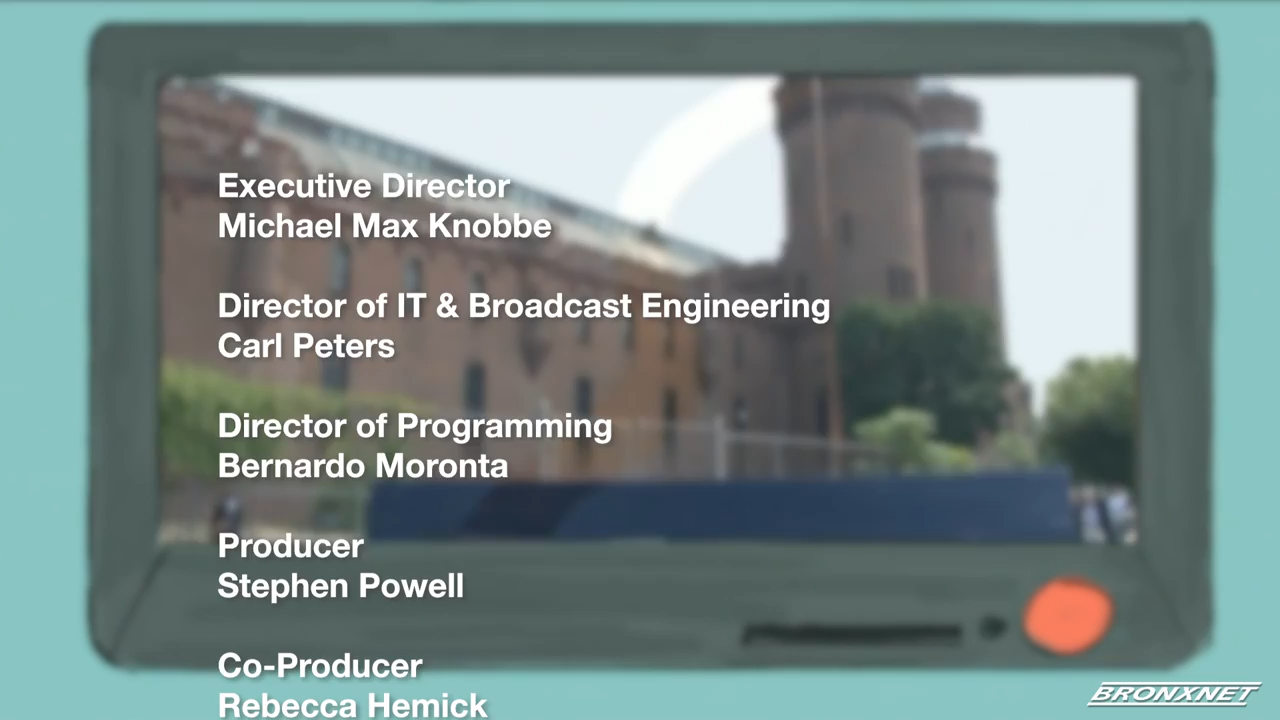 Executive Director
Michael Max Knobbe
Director of IT & Broadcast Engineering
Carl Peters
Director of Programming
Bernardo Moronta
Producer
Stephen Powell
Co-Producer
Rebecca Hemick
BRONXNET